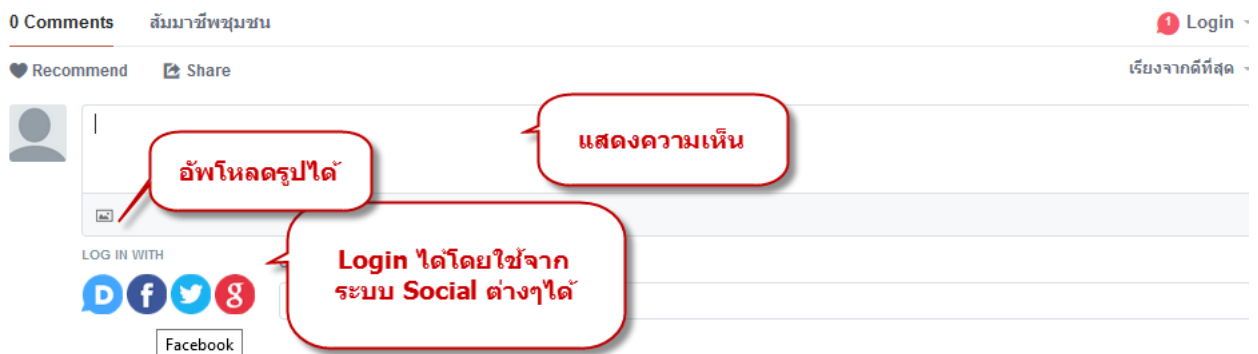 0 Comments สัมมาชีพชุมชน 1 Login
Recommend Share เรียงจากดีที่สุด
แสดงความเห็น
อัพโหลดรูปได้
LOG IN WITH
Login ได้โดยใช้จาก
ระบบ Social ต่างๆได้
Facebook